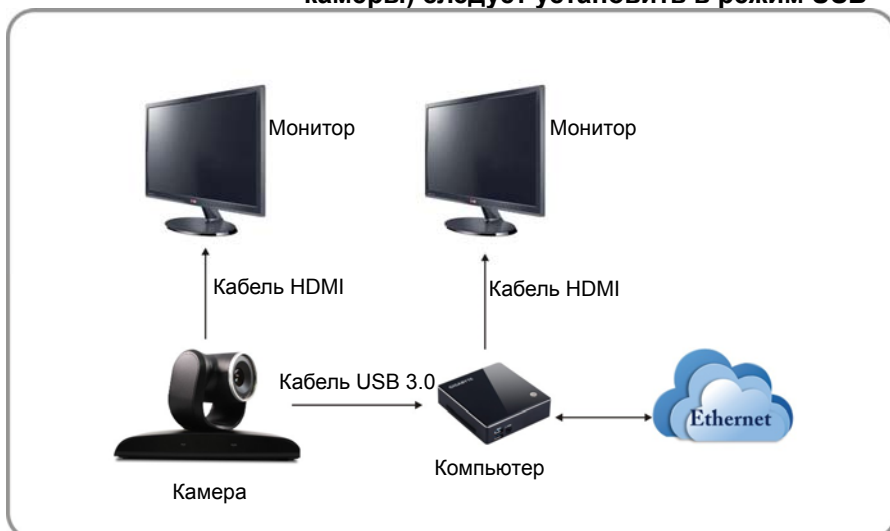 камеры) следует установить в режим USB
Монитор
Монитор
Кабель HDMI
Кабель HDMI
Кабель USB 3.0
Ethernet
Компьютер
Камера